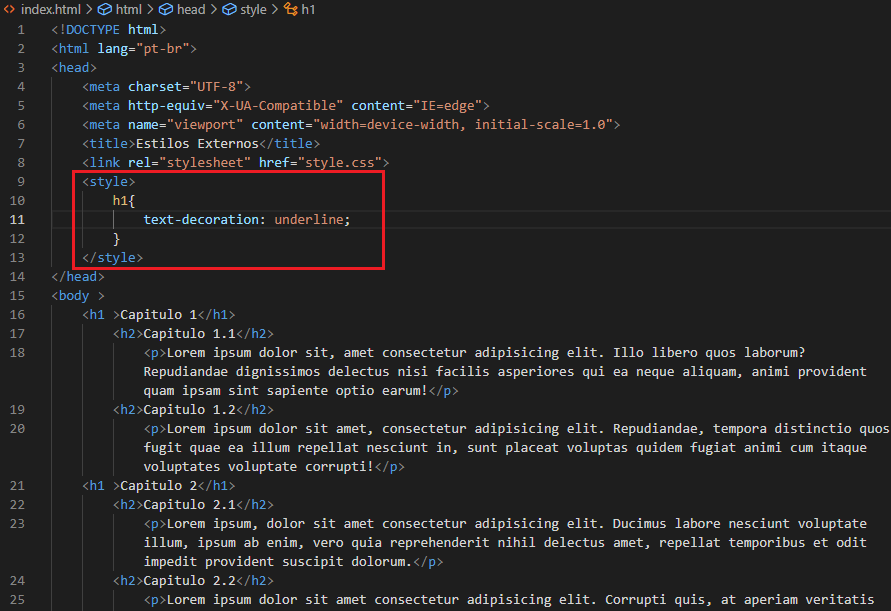 index.html > html > head > style > h1
1 <!DOCTYPE html>
2 <html lang="pt-br">
3 <head>
4 <meta charset="UTF-8">
5 <meta http-equiv="X-UA-Compatible" content="IE=edge">
6 <meta name="viewport" content="width=device-width, initial-scale=1.0">
7 <title>Estilos Externos</title>
8 <link rel="stylesheet" href="style.css">
9 <style>
10 h1{
11 text-decoration: underline;
12 }
13 </style>
14 </head>
15 <body >
16 <h1 >Capitulo 1</h1>
17 <h2>Capitulo 1.1</h2>
18 <p>Lorem ipsum dolor sit, amet consectetur adipisicing elit. Illo libero quos laborum?
Repudiandae dignissimos delectus nisi facilis asperiores qui ea neque aliquam, animi provident
quam ipsam sint sapiente optio earum!</p>
19 <h2>Capitulo 1.2</h2>
20 <p>Lorem ipsum dolor sit amet, consectetur adipisicing elit. Repudiandae, tempora distinctio quos
fugit quae ea illum repellat nesciunt in, sunt placeat voluptas quidem fugiat animi cum itaque
voluptates voluptate corrupti!</p>
21 <h1 >Capitulo 2</h1>
22 <h2>Capitulo 2.1</h2>
23 <p>Lorem ipsum, dolor sit amet consectetur adipisicing elit. Ducimus labore nesciunt voluptate
illum, ipsum ab enim, vero quia reprehenderit nihil delectus amet, repellat temporibus et odit
impedit provident suscipit dolorum.</p>
24 <h2>Capitulo 2.2</h2>
25 <p>Lorem ipsum dolor sit amet consectetur adipisicing elit. Corrupti quis, at aperiam veritatis